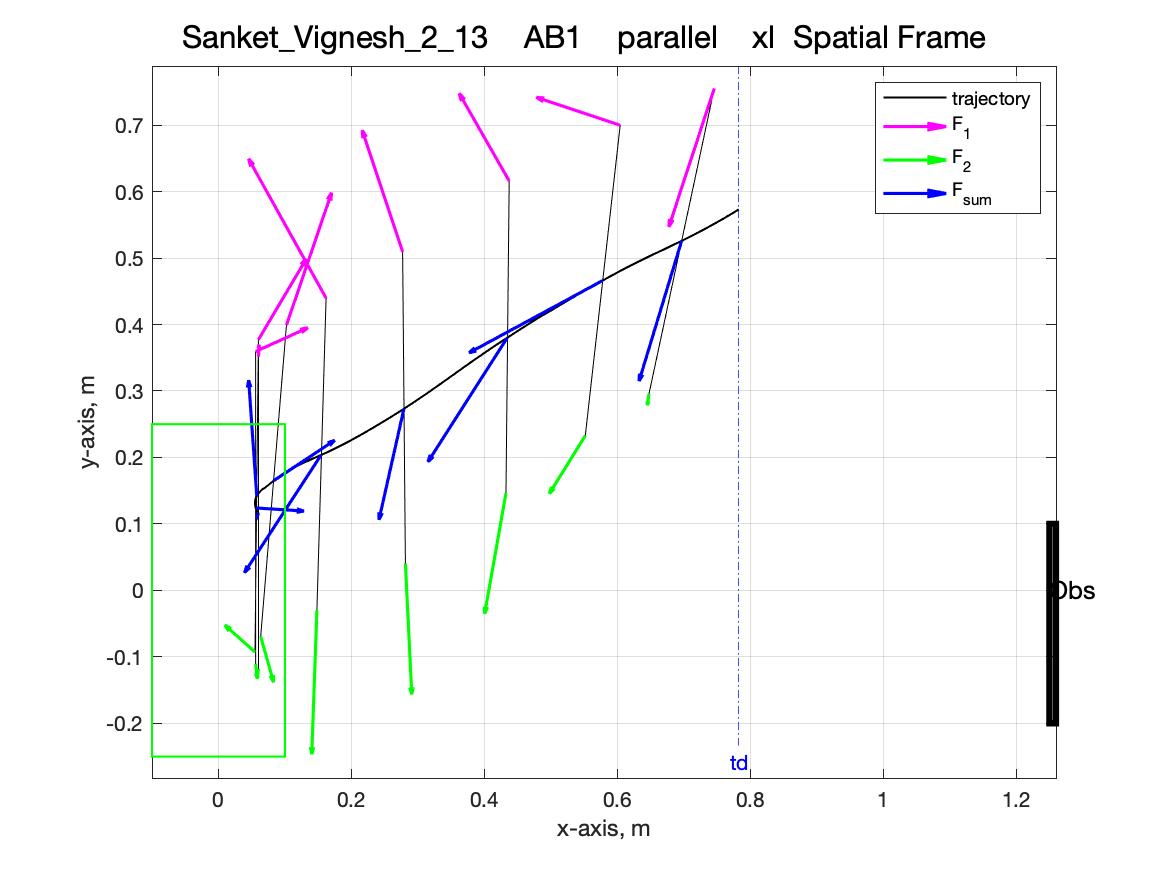 Sanket_Vignesh_2_13 AB1 parallel xl Spatial Frame
trajectory
F1
F2
Fsum
0.7
0.6
0.5
0.4
0.3
0.2
0.1
0
-0.1
-0.2
y-axis, m
Obs
td
0 0.2 0.4 0.6 0.8 1 1.2
x-axis, m